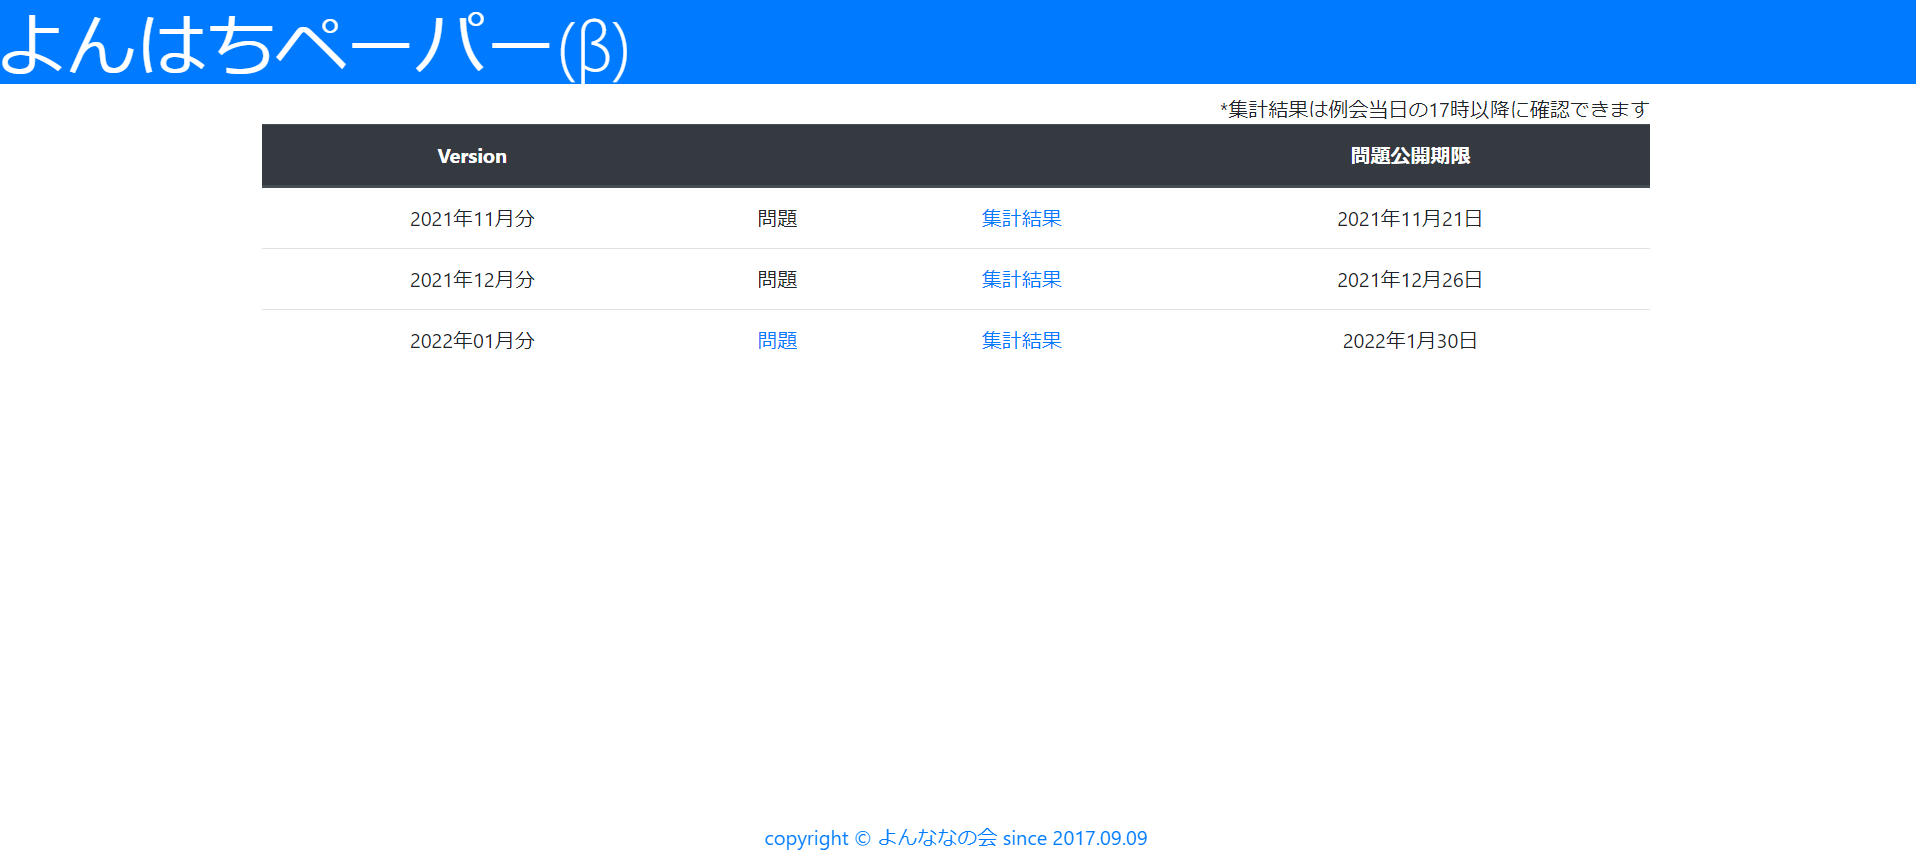 よんはちペーパー(β)
*集計結果は例会当日の17時以降に確認できます
Version 問題公開期限
2021年11月分 問題 集計結果 2021年11月21日
2021年12月分 問題 集計結果 2021年12月26日
2022年01月分 問題 集計結果 2022年1月30日
copyright © よんななの会 since 2017.09.09